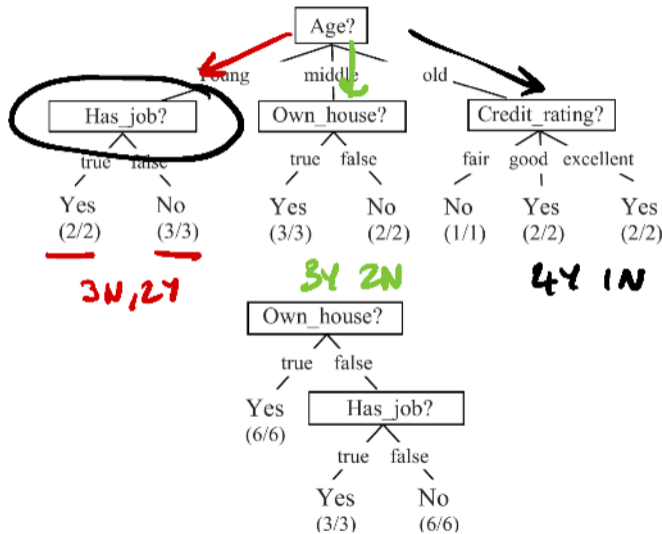 Age?
Young middle old
Has_job? Own_house? Credit_rating?
true false true false fair good excellent
Yes No Yes No No Yes Yes
(2/2) (3/3) (3/3) (2/2) (1/1) (2/2) (2/2)
3N, 2Y 3Y 2N 4Y 1N
Own_house?
true false
Yes Has_job?
(6/6)
true false
Yes No
(3/3) (6/6)